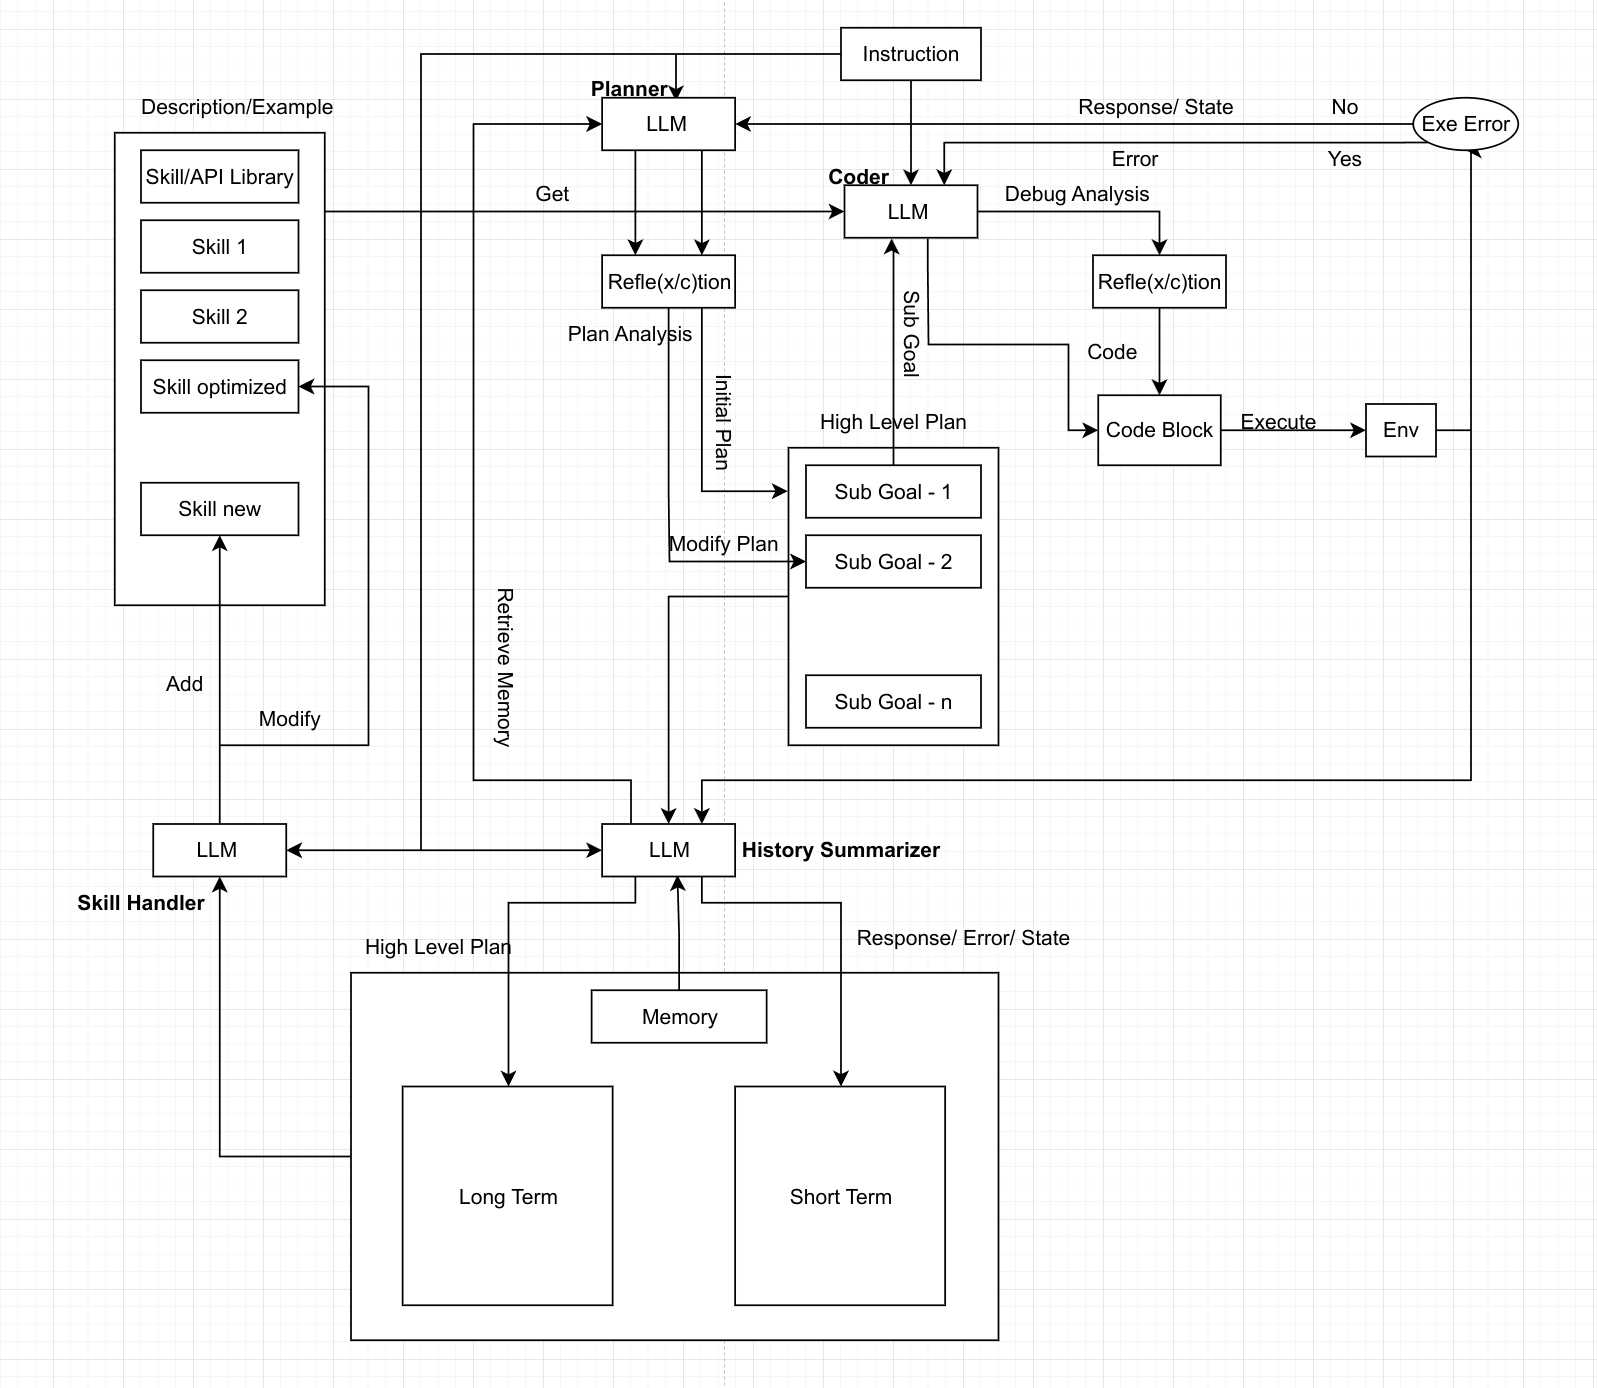 Instruction
Planner
Description/Example
LLM
Response/ State
No
Exe Error
Error
Yes
Skill/API Library
Coder
Get
LLM
Debug Analysis
Skill 1
Refle(x/c)tion
Refle(x/c)tion
Skill 2
Plan Analysis
Sub Goal
Code
Skill optimized
Initial Plan
High Level Plan
Code Block
Execute
Env
Sub Goal - 1
Skill new
Modify Plan
Sub Goal - 2
Retrieve Memory
Add
Sub Goal - n
Modify
LLM
LLM
History Summarizer
Skill Handler
High Level Plan
Response/ Error/ State
Memory
Long Term
Short Term